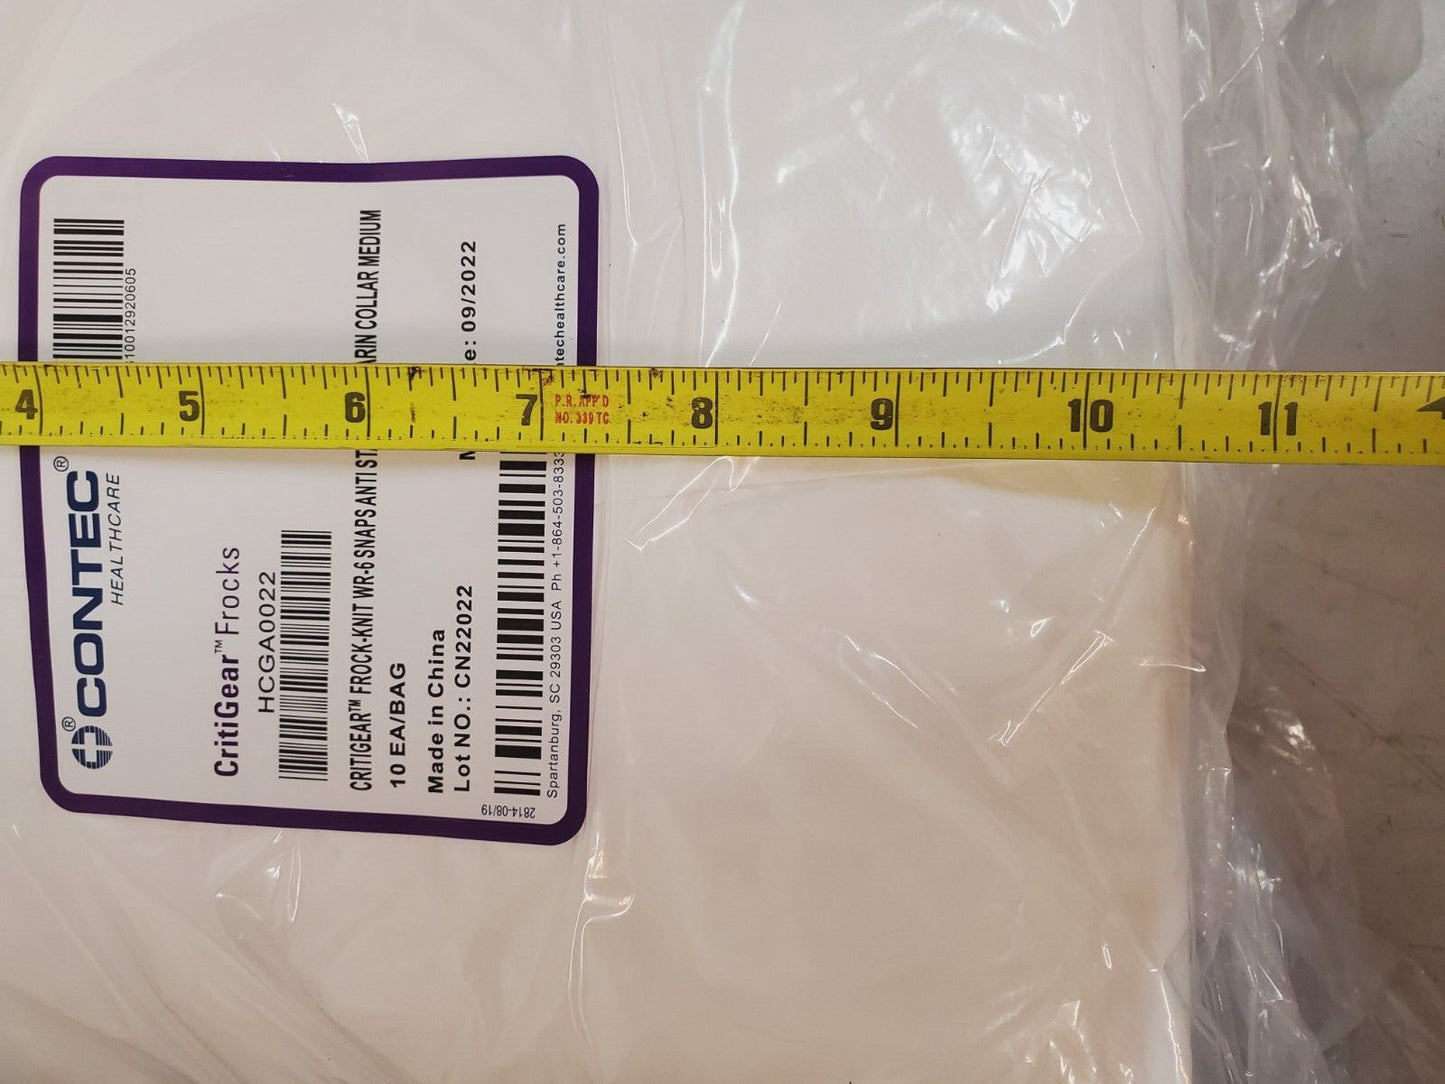 CONTEC®
HEALTHCARE
®
10012920605
CritiGear™ Frocks
HCGA0022
CRITIGEAR™ FROCK-KNIT WR-6 SNAPS ANTI ST ARIN COLLAR MEDIUM
10 EA/BAG
Made in China
e: 09/2022
Lot NO.: CN22022
Spartanburg, SC 29303 USA Ph +1-864-503-833 techealthcare.com
2814-08/19
4 5 6 7 8 9 10 11
P.R. APP'D
NO. 339 TC